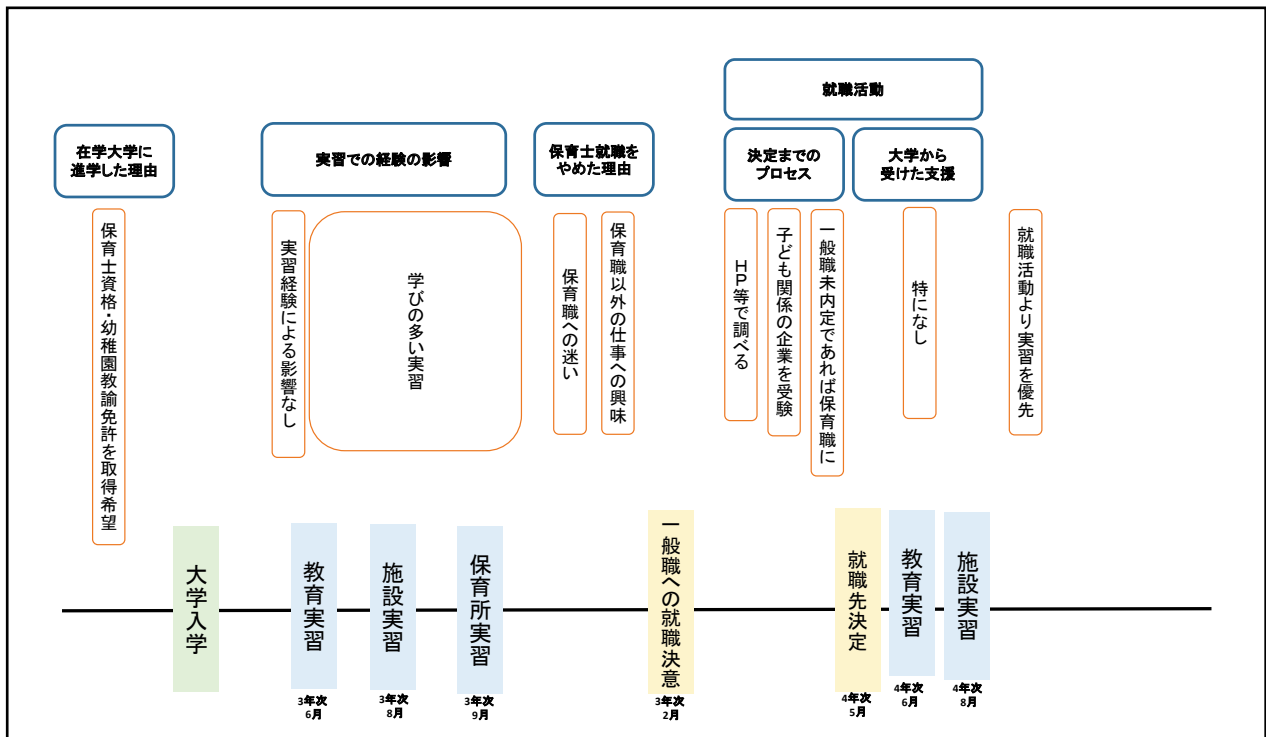 就職活動
在学大学に
進学した理由
実習での経験の影響
保育士就職を
やめた理由
決定までの
プロセス
大学から
受けた支援
保育士資格・幼稚園教諭免許を取得希望
実習経験による影響なし
学びの多い実習
保育職への迷い
保育職以外の仕事への興味
HP等で調べる
子ども関係の企業を受験
一般職未内定であれば保育職に
特になし
就職活動より実習を優先
大学入学
教育実習
3年次
6月
施設実習
3年次
8月
保育所実習
3年次
9月
一般職への就職決意
3年次
2月
就職先決定
4年次
5月
教育実習
4年次
6月
施設実習
4年次
8月